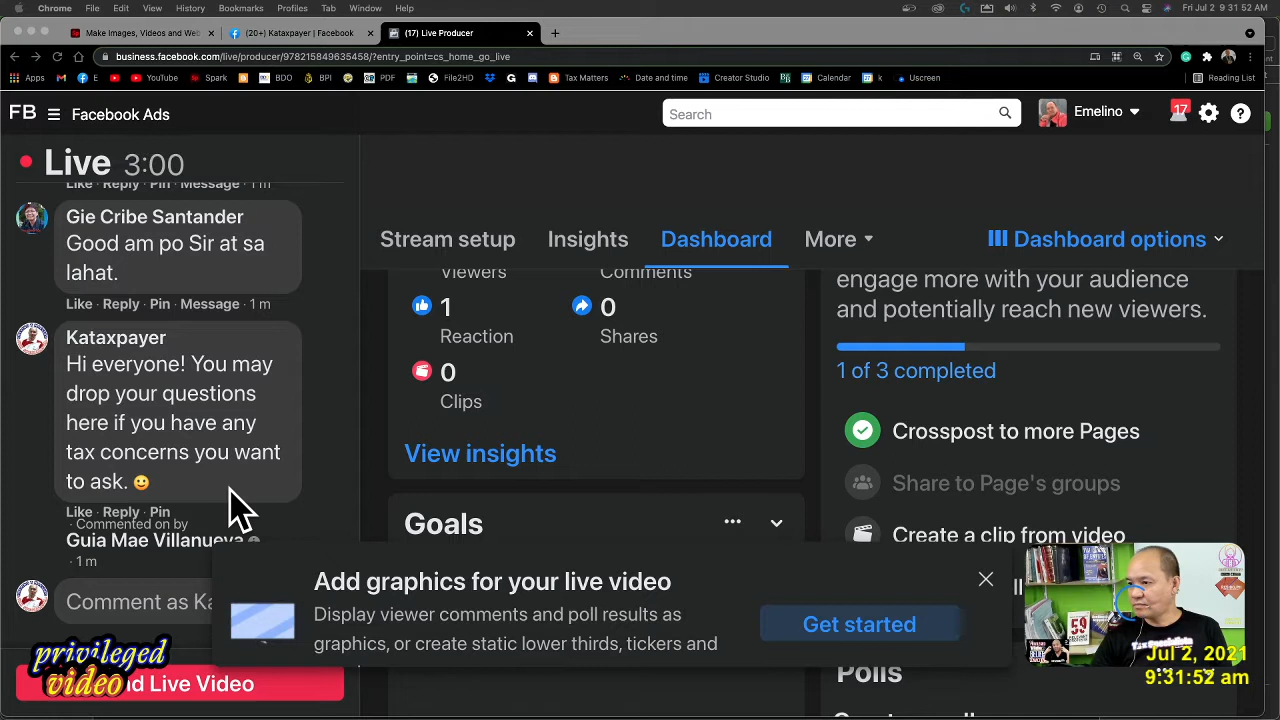 Chrome File Edit View History Bookmarks Profiles Tab Window Help
Fri Jul 2 9:31:52 AM
Make Images, Videos and Web
(20+) Kataxpayer | Facebook
(17) Live Producer
business.facebook.com/live/producer/978215849635458/?entry_point=cs_home_go_live
Apps E YouTube Spark BDO BPI PDF File2HD Tax Matters Date and time Creator Studio Calendar k Uscreen Reading List
FB Facebook Ads
Search
Emelino
17
Live 3:00
Like · Reply · Pin · Message · 1 m
Gie Cribe Santander
Good am po Sir at sa
lahat.
Like · Reply · Pin · Message · 1 m
Kataxpayer
Hi everyone! You may
drop your questions
here if you have any
tax concerns you want
to ask. 🙂
Like · Reply · Pin
· Commented on by
Guia Mae Villanueva
· 1 m
Comment as Ka
Stream setup
Insights
Dashboard
More
Dashboard options
Viewers
Comments
1
Reaction
0
Shares
0
Clips
View insights
Goals
engage more with your audience
and potentially reach new viewers.
1 of 3 completed
Crosspost to more Pages
Share to Page's groups
Create a clip from video
Add graphics for your live video
Display viewer comments and poll results as
graphics, or create static lower thirds, tickers and
Get started
Polls
privileged
video
d Live Video
59
Jul 2, 2021
9:31:52 am